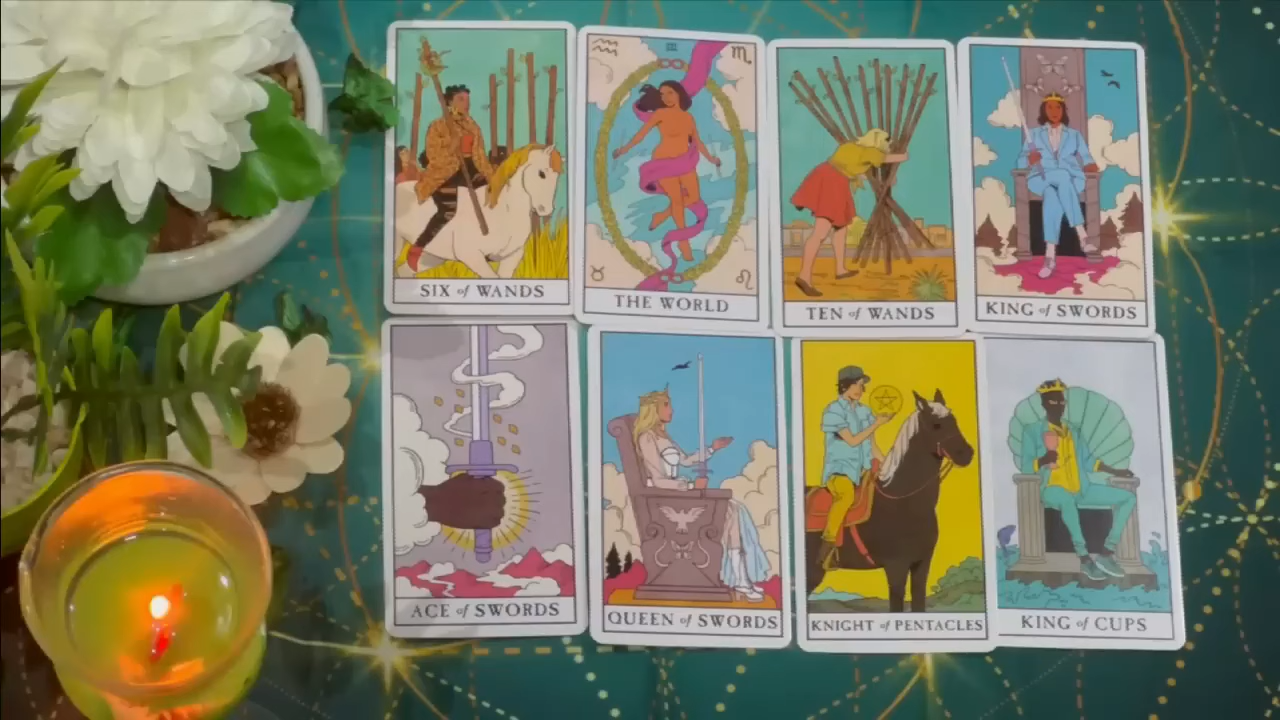 SIX of WANDS
THE WORLD
TEN of WANDS
KING of SWORDS
ACE of SWORDS
QUEEN of SWORDS
KNIGHT of PENTACLES
KING of CUPS